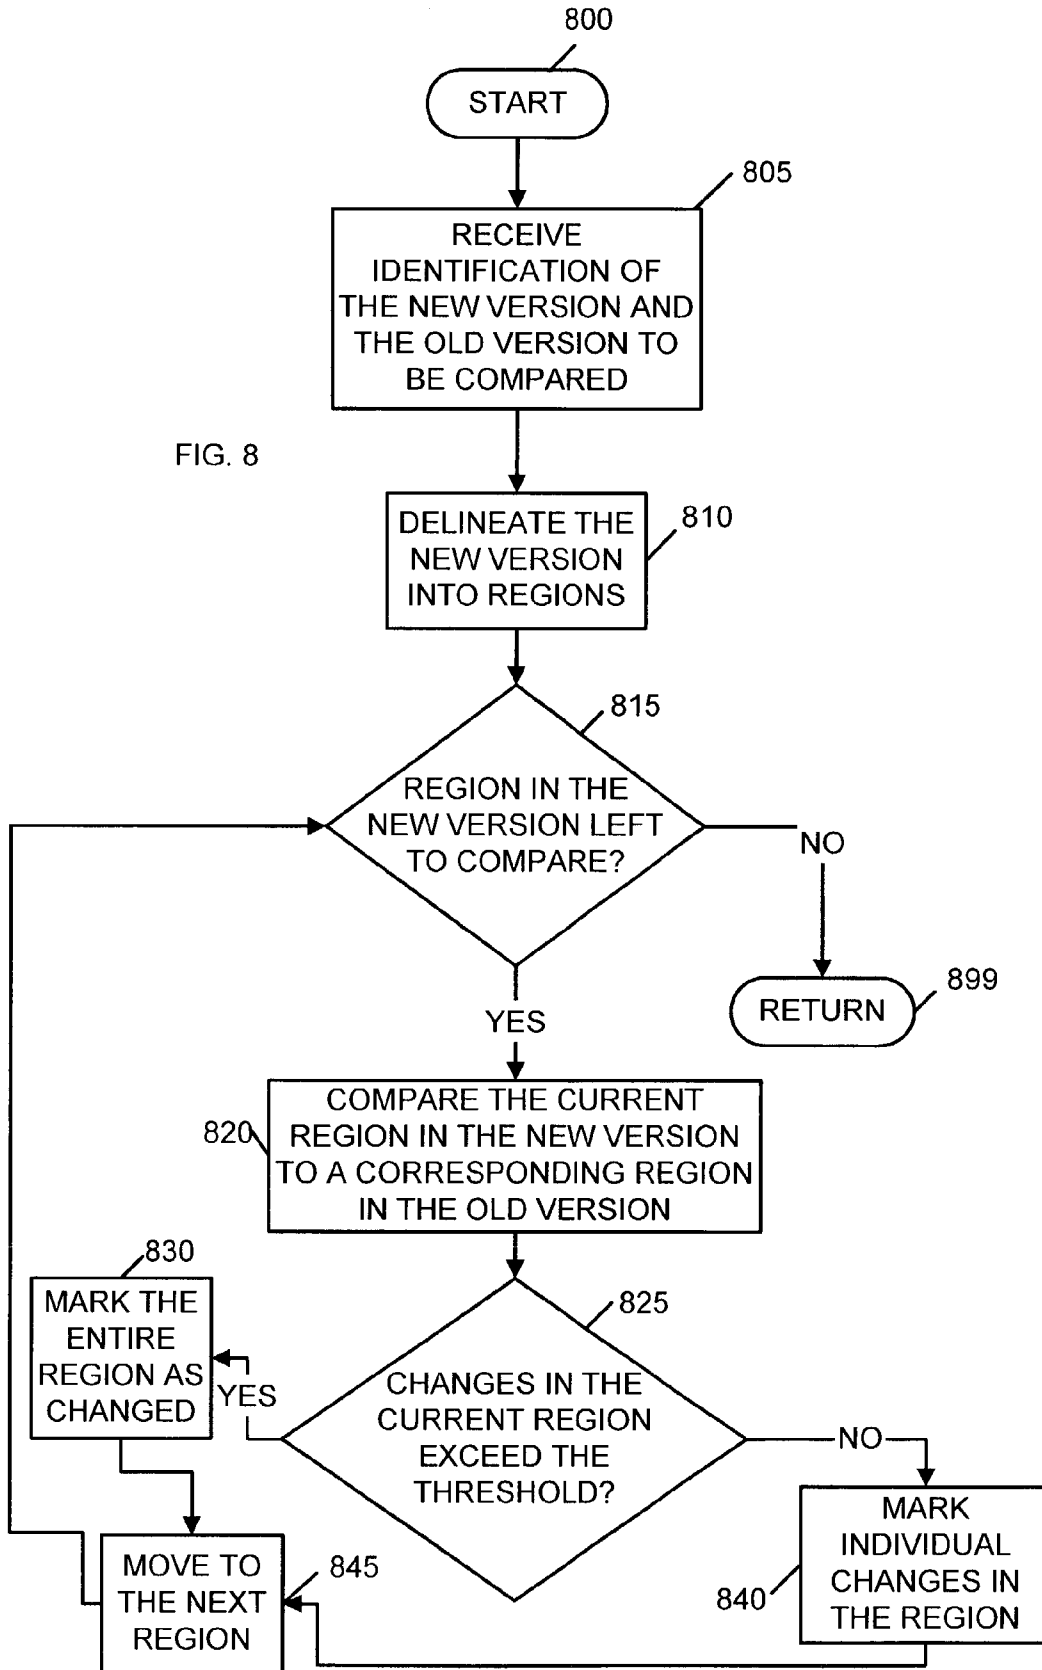 800
START
805
RECEIVE
IDENTIFICATION OF
THE NEW VERSION AND
THE OLD VERSION TO
BE COMPARED
FIG. 8
810
DELINEATE THE
NEW VERSION
INTO REGIONS
815
REGION IN THE
NEW VERSION LEFT
TO COMPARE?
NO
899
RETURN
YES
820
COMPARE THE CURRENT
REGION IN THE NEW VERSION
TO A CORRESPONDING REGION
IN THE OLD VERSION
830
MARK THE
ENTIRE
REGION AS
CHANGED
YES
825
CHANGES IN THE
CURRENT REGION
EXCEED THE
THRESHOLD?
NO
840
MARK
INDIVIDUAL
CHANGES IN
THE REGION
845
MOVE TO
THE NEXT
REGION